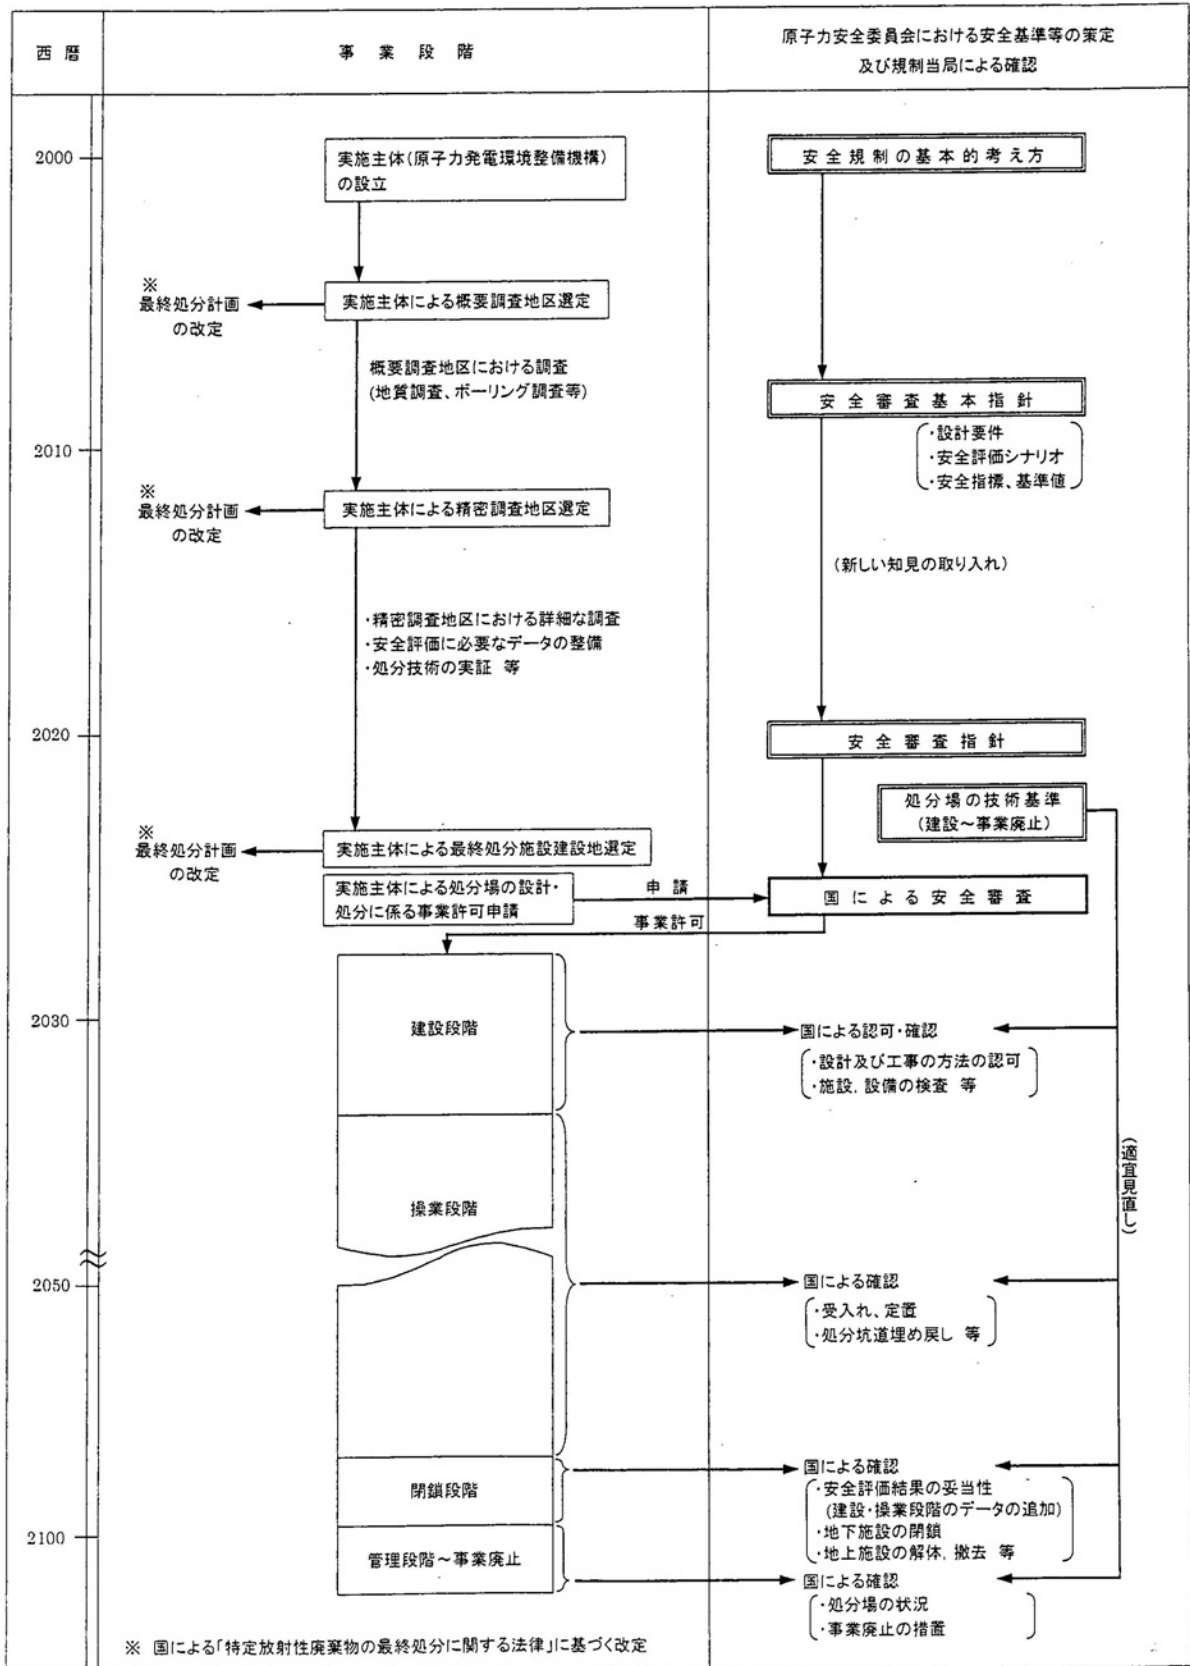 西暦
事業段階
原子力安全委員会における安全基準等の策定
及び規制当局による確認
2000
実施主体(原子力発電環境整備機構)
の設立
安全規制の基本的考え方
※
最終処分計画
の改定
実施主体による概要調査地区選定
概要調査地区における調査
(地質調査、ボーリング調査等)
安全審査基本指針
・設計要件
・安全評価シナリオ
・安全指標、基準値
2010
※
最終処分計画
の改定
実施主体による精密調査地区選定
(新しい知見の取り入れ)
・精密調査地区における詳細な調査
・安全評価に必要なデータの整備
・処分技術の実証 等
2020
安全審査指針
処分場の技術基準
(建設～事業廃止)
※
最終処分計画
の改定
実施主体による最終処分施設建設地選定
実施主体による処分場の設計・
処分に係る事業許可申請
申請
国による安全審査
事業許可
2030
建設段階
国による認可・確認
・設計及び工事の方法の認可
・施設、設備の検査 等
(適宜見直し)
操業段階
2050
国による確認
・受入れ、定置
・処分坑道埋め戻し 等
閉鎖段階
国による確認
・安全評価結果の妥当性
(建設・操業段階のデータの追加)
・地下施設の閉鎖
・地上施設の解体、撤去 等
2100
管理段階～事業廃止
国による確認
・処分場の状況
・事業廃止の措置
※ 国による「特定放射性廃棄物の最終処分に関する法律」に基づく改定